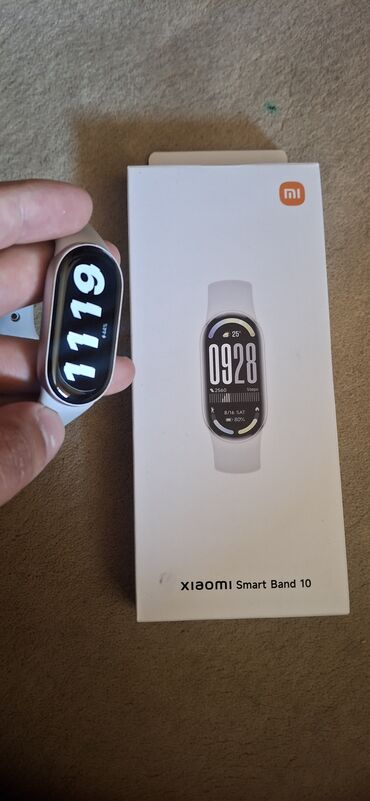 1119
mi
25°
0928
2560
Steps
8/16 SAT
80%
xiaomi Smart Band 10